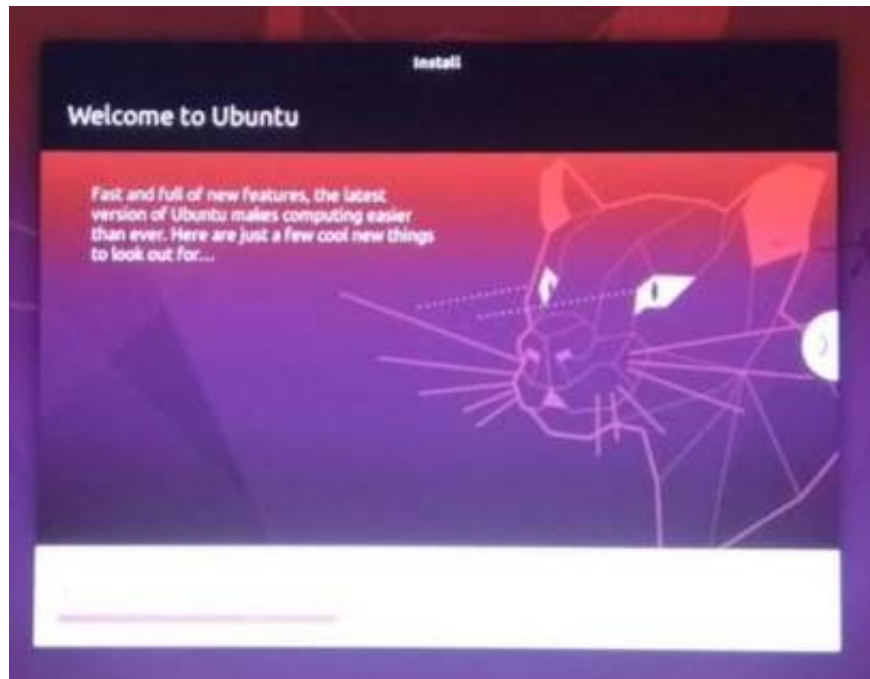 Install
Welcome to Ubuntu
Fast and full of new features, the latest
version of Ubuntu makes computing easier
than ever. Here are just a few cool new things
to look out for...